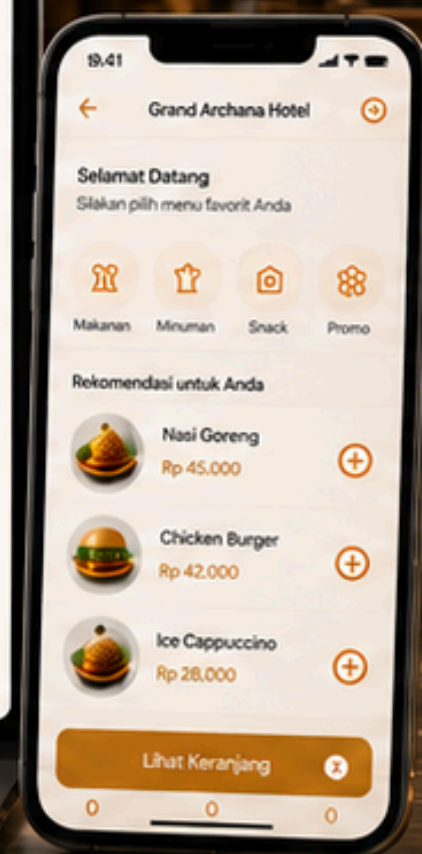 19.41
Grand Archana Hotel
Selamat Datang
Silakan pilih menu favorit Anda
Makanan
Minuman
Snack
Promo
Rekomendasi untuk Anda
Nasi Goreng
Rp 45.000
Chicken Burger
Rp 42.000
Ice Cappuccino
Rp 28.000
Lihat Keranjang